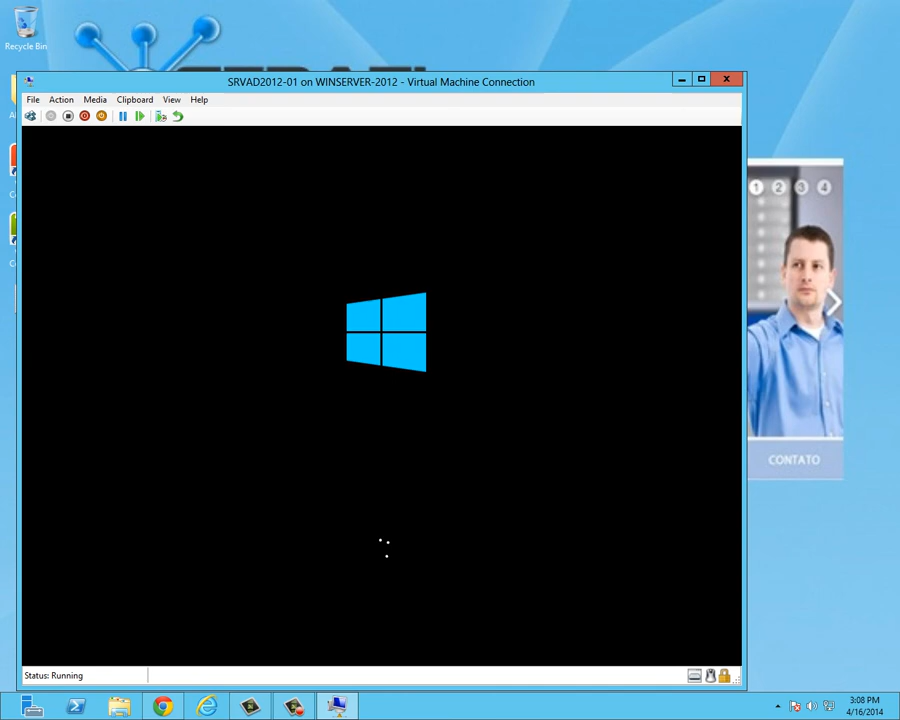 Recycle Bin
SRVAD2012-01 on WINSERVER-2012 - Virtual Machine Connection
File Action Media Clipboard View Help
1 2 3 4
CONTATO
Status: Running
3:08 PM
4/16/2014